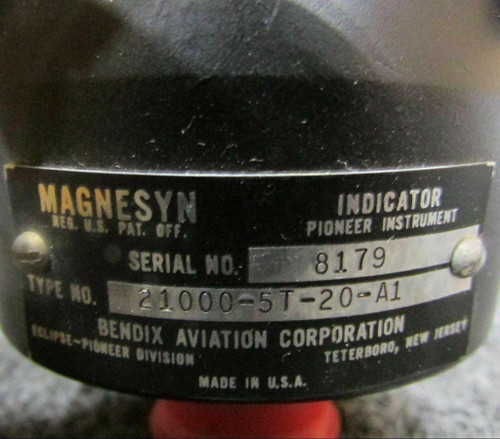 MAGNESYN INDICATOR
REG. U.S. PAT. OFF. PIONEER INSTRUMENT
SERIAL NO. 8179
TYPE NO. 21000-5T-20-A1
BENDIX AVIATION CORPORATION
ECLIPSE-PIONEER DIVISION TETERBORO, NEW JERSEY
MADE IN U.S.A.